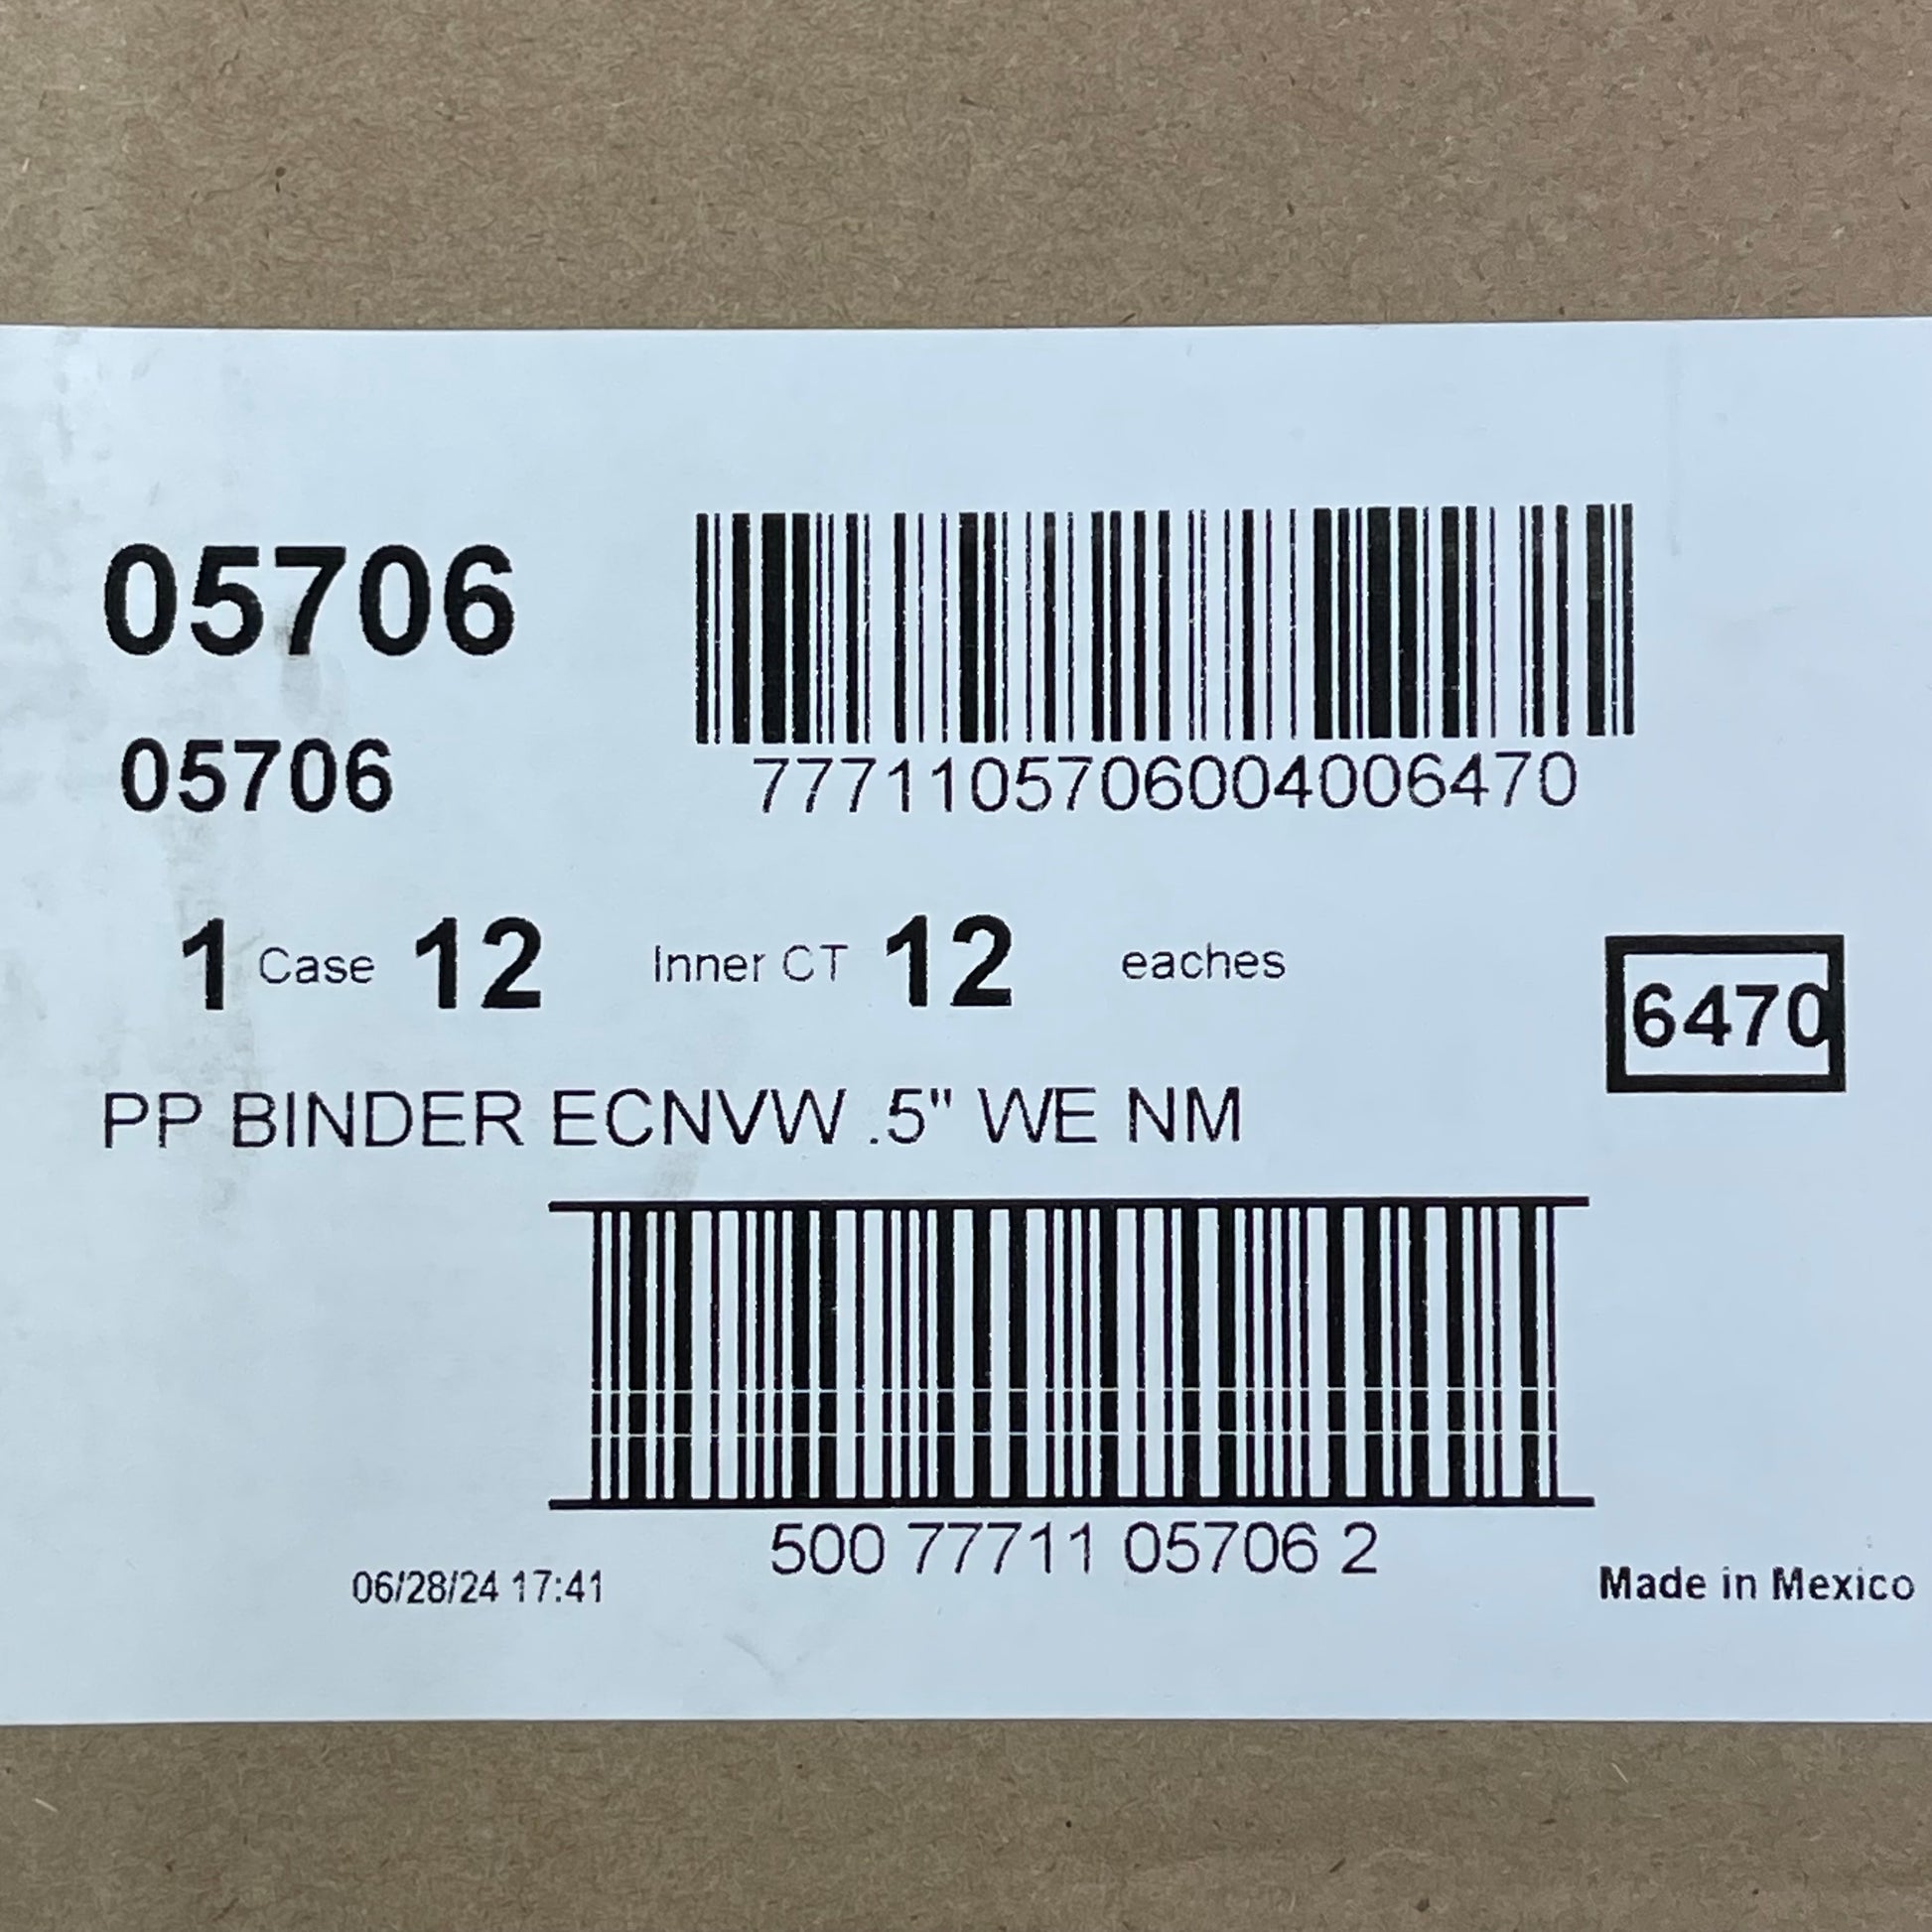 05706
7771105706004006470
05706
1 Case 12 Inner CT 12 eaches
6470
PP BINDER ECNVW .5" WE NM
500 77711 05706 2
06/28/24 17:41
Made in Mexico